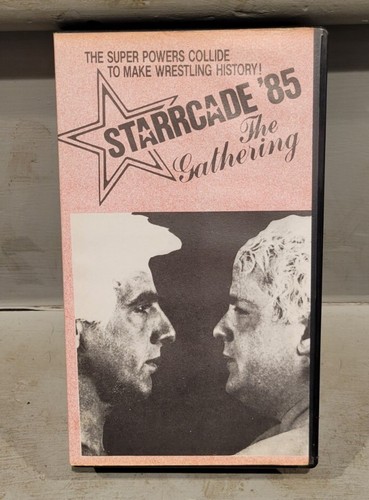 THE SUPER POWERS COLLIDE
TO MAKE WRESTLING HISTORY!
STARRCADE '85
The
Gathering